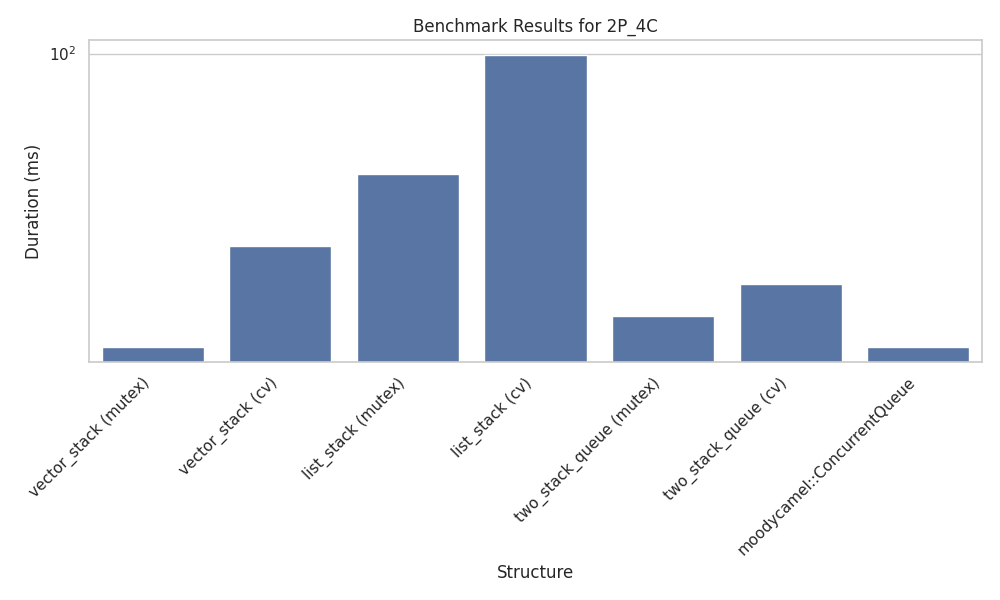 Benchmark Results for 2P_4C
10²
Duration (ms)
vector_stack (mutex)
vector_stack (cv)
list_stack (mutex)
list_stack (cv)
two_stack_queue (mutex)
two_stack_queue (cv)
moodycamel::ConcurrentQueue
Structure